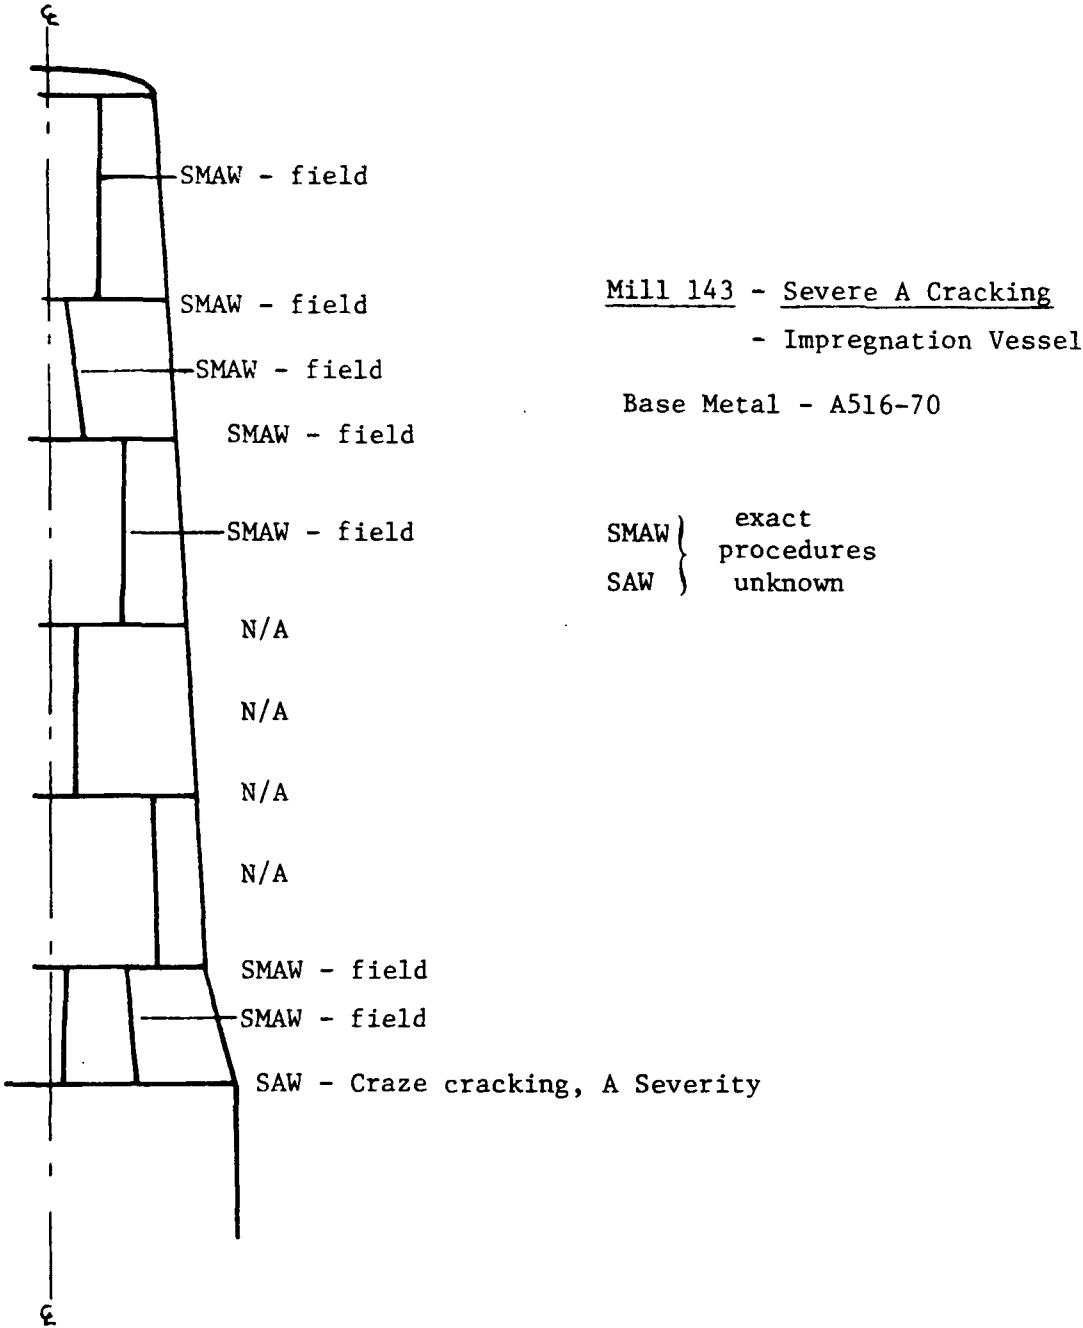 ℄
SMAW - field
SMAW - field
SMAW - field
SMAW - field
SMAW - field
N/A
N/A
N/A
N/A
SMAW - field
SMAW - field
SAW - Craze cracking, A Severity
℄
Mill 143 - Severe A Cracking
- Impregnation Vessel
Base Metal - A516-70
SMAW } exact
procedures
SAW } unknown